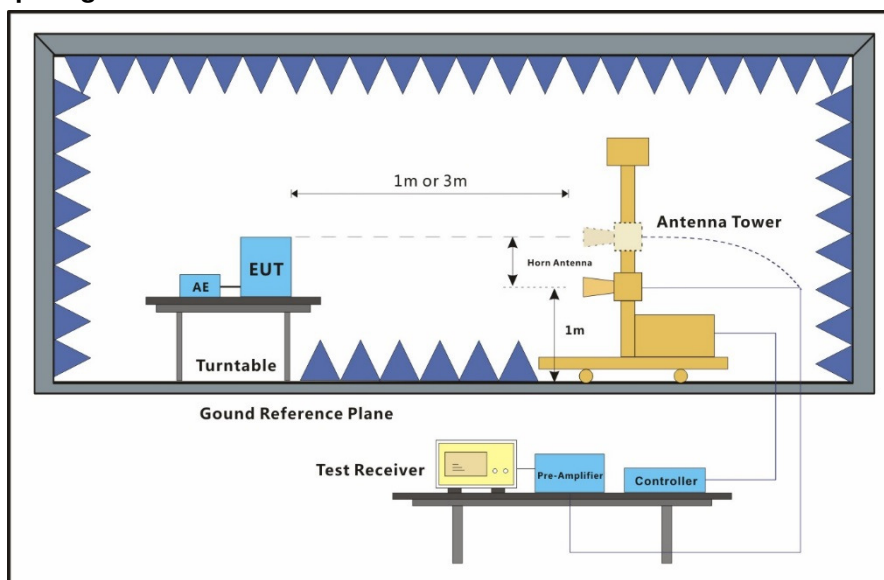 1m or 3m
Antenna Tower
EUT
Horn Antenna
AE
1m
Turntable
Gound Reference Plane
Test Receiver
Pre-Amplifier
Controller